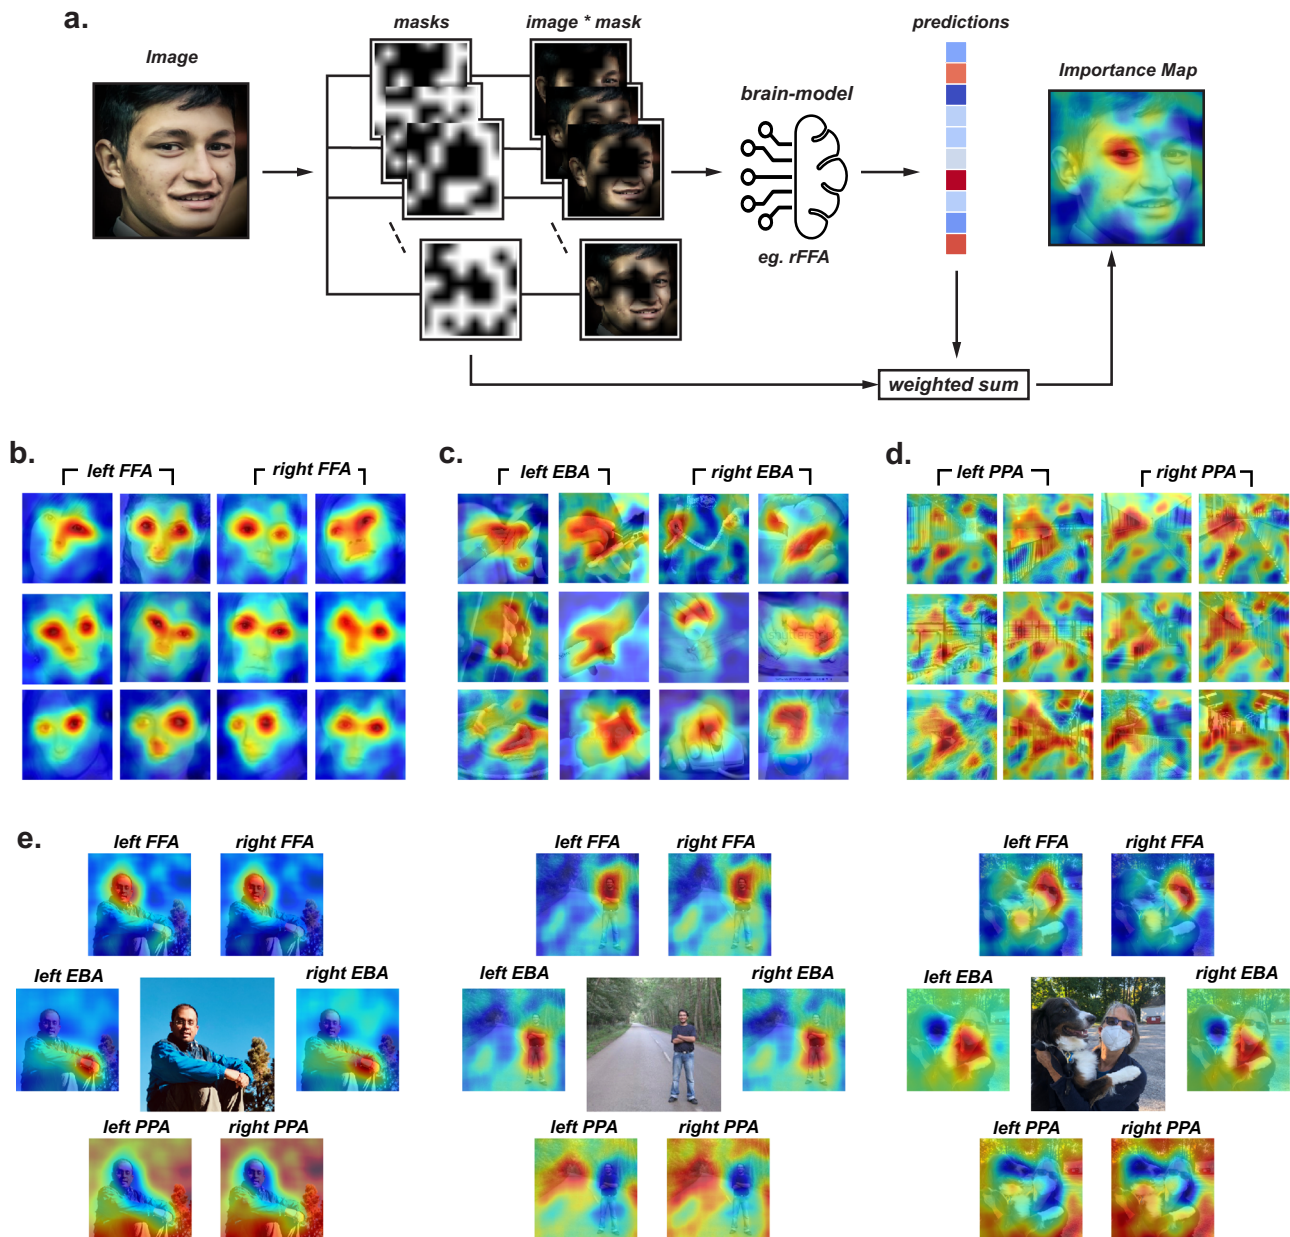 a.
Image
masks
image * mask
predictions
brain-model
Importance Map
eg. rFFA
weighted sum
b.
left FFA
right FFA
c.
left EBA
right EBA
d.
left PPA
right PPA
e.
left FFA
right FFA
left FFA
right FFA
left FFA
right FFA
left EBA
right EBA
left EBA
right EBA
left EBA
right EBA
left PPA
right PPA
left PPA
right PPA
left PPA
right PPA